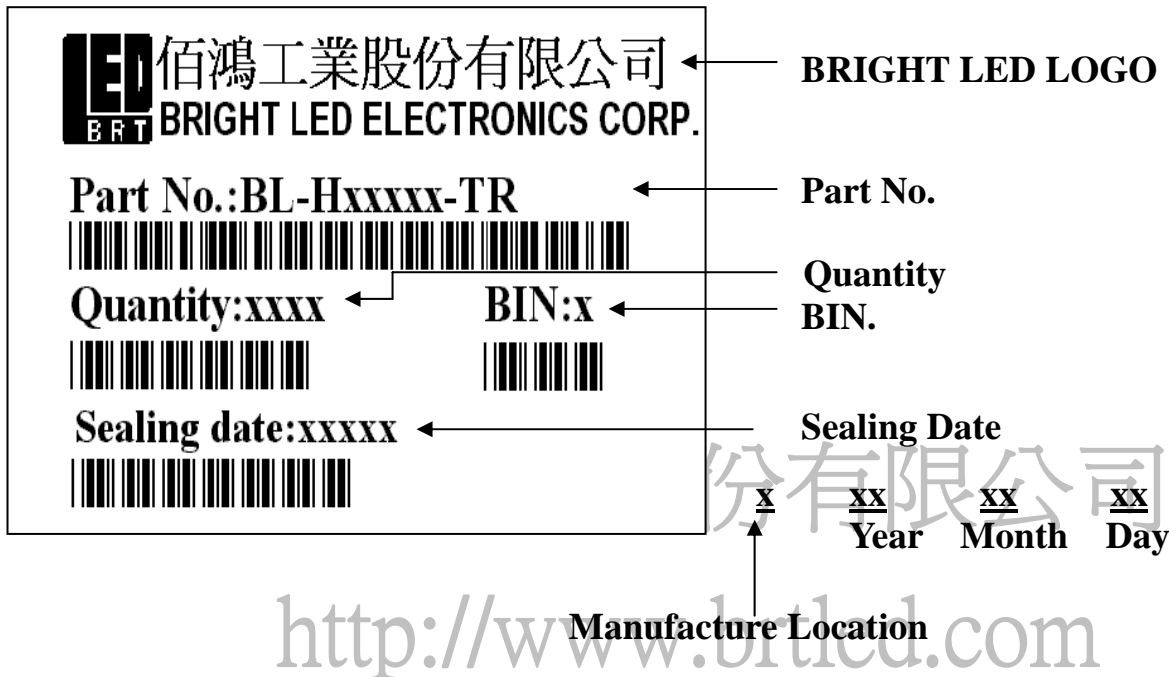 LED 佰鴻工業股份有限公司 BRIGHT LED LOGO
BRT BRIGHT LED ELECTRONICS CORP.
Part No.:BL-Hxxxxx-TR Part No.
Quantity
Quantity:xxxx BIN:x BIN.
Sealing date:xxxxx Sealing Date
份有限公司
x xx xx xx
Year Month Day
Manufacture Location
http://www.brtled.com